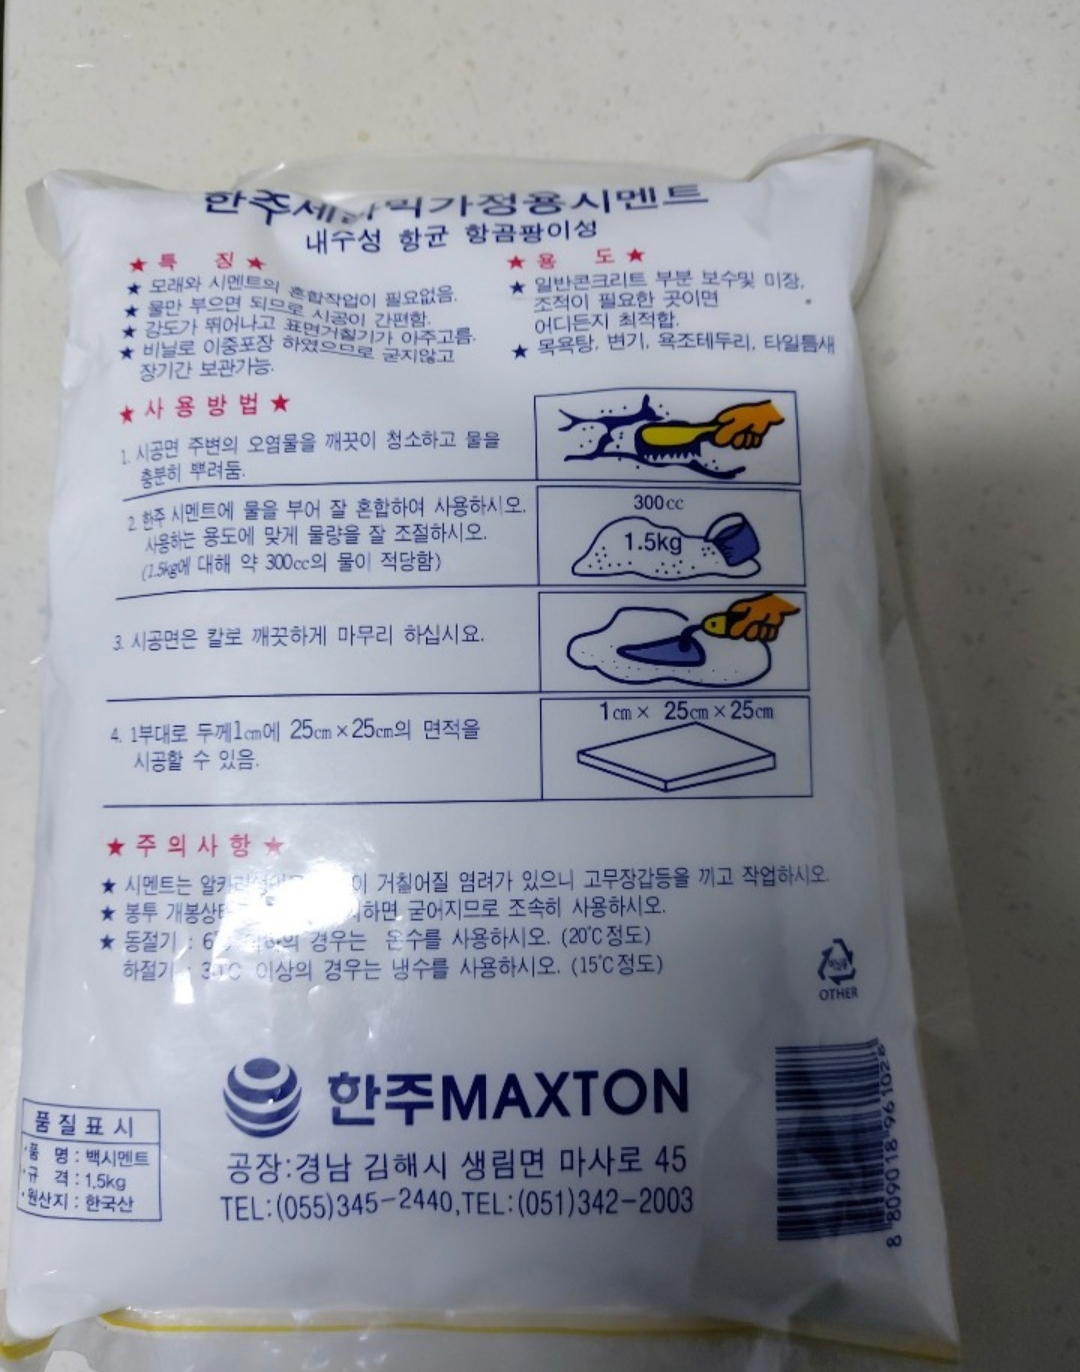 한주세라믹가정용시멘트
내수성 항균 항곰팡이성
★ 특 징 ★
★ 모래와 시멘트의 혼합작업이 필요없음.
★ 물만 부으면 되므로 시공이 간편함.
★ 강도가 뛰어나고 표면거칠기가 아주고름.
★ 비닐로 이중포장 하였으므로 굳지않고
장기간 보관가능.
★ 용 도 ★
★ 일반콘크리트 부분 보수및 미장,
조적이 필요한 곳이면
어디든지 최적합.
★ 목욕탕, 변기, 욕조테두리, 타일틈새
★ 사 용 방 법 ★
1. 시공면 주변의 오염물을 깨끗이 청소하고 물을
충분히 뿌려둠.
2. 한주 시멘트에 물을 부어 잘 혼합하여 사용하시오.
사용하는 용도에 맞게 물량을 잘 조절하시오.
(1.5kg에 대해 약 300cc의 물이 적당함)
300cc
1.5kg
3. 시공면은 칼로 깨끗하게 마무리 하십시요.
4. 1부대로 두께1cm에 25cm×25cm의 면적을
시공할 수 있음.
1cm × 25cm × 25cm
★ 주 의 사 항 ★
★ 시멘트는 이 거칠어질 염려가 있으니 고무장갑등을 끼고 작업하시오.
★ 봉투 굳어지므로 조속히 사용하시오.
★ 동절기 : 경우는 온수를 사용하시오. (20℃정도)
하절기 이상의 경우는 냉수를 사용하시오. (15℃정도)
OTHER
한주MAXTON
공장:경남 김해시 생림면 마사로 45
TEL:(055)345-2440,TEL:(051)342-2003
품 질 표 시
·품 명 : 백시멘트
·규 격 : 1.5kg
·원산지 : 한국산
8 809018 961028